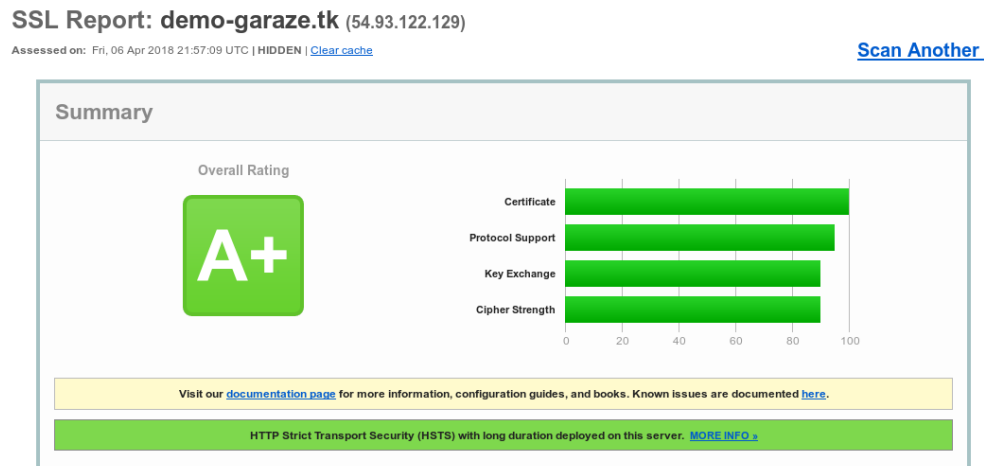 SSL Report: demo-garaze.tk (54.93.122.129)
Assessed on: Fri, 06 Apr 2018 21:57:09 UTC | HIDDEN | Clear cache
Scan Another
Summary
Overall Rating
A+
Certificate
Protocol Support
Key Exchange
Cipher Strength
0 20 40 60 80 100
Visit our documentation page for more information, configuration guides, and books. Known issues are documented here.
HTTP Strict Transport Security (HSTS) with long duration deployed on this server. MORE INFO »